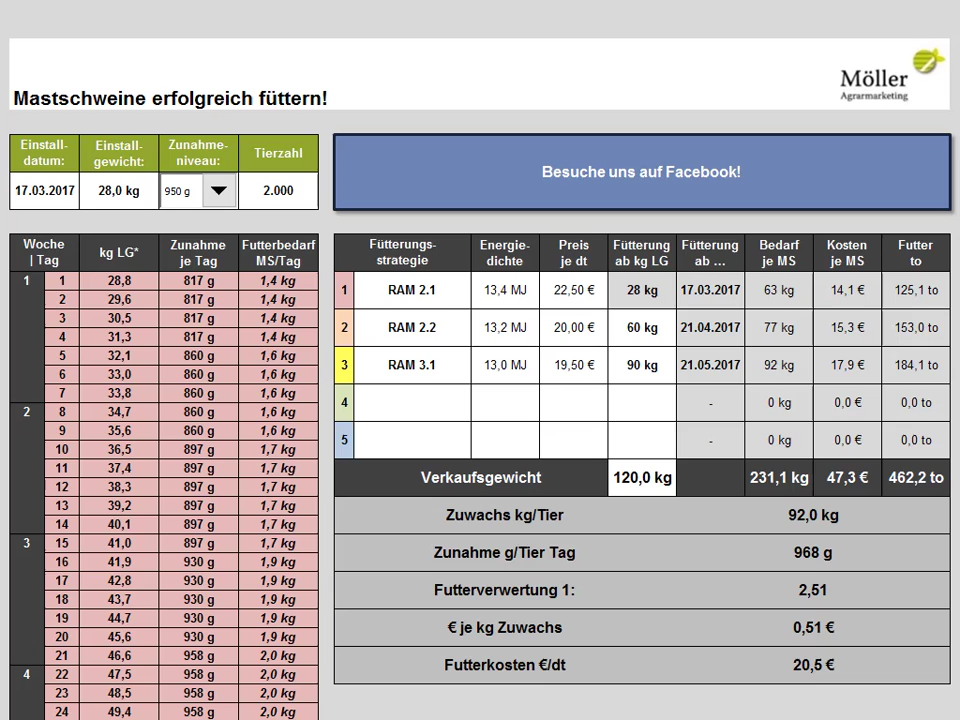 Möller
Agrarmarketing
Mastschweine erfolgreich füttern!
Einstall-datum: Einstall-gewicht: Zunahme-niveau: Tierzahl
17.03.2017 28,0 kg 950 g 2.000
Besuche uns auf Facebook!
Woche | Tag kg LG* Zunahme je Tag Futterbedarf MS/Tag
1 1 28,8 817 g 1,4 kg
2 29,6 817 g 1,4 kg
3 30,5 817 g 1,4 kg
4 31,3 817 g 1,4 kg
5 32,1 860 g 1,6 kg
6 33,0 860 g 1,6 kg
7 33,8 860 g 1,6 kg
2 8 34,7 860 g 1,6 kg
9 35,6 860 g 1,6 kg
10 36,5 897 g 1,7 kg
11 37,4 897 g 1,7 kg
12 38,3 897 g 1,7 kg
13 39,2 897 g 1,7 kg
14 40,1 897 g 1,7 kg
3 15 41,0 897 g 1,7 kg
16 41,9 930 g 1,9 kg
17 42,8 930 g 1,9 kg
18 43,7 930 g 1,9 kg
19 44,7 930 g 1,9 kg
20 45,6 930 g 1,9 kg
21 46,6 958 g 2,0 kg
4 22 47,5 958 g 2,0 kg
23 48,5 958 g 2,0 kg
24 49,4 958 g 2,0 kg
Fütterungs-strategie Energie-dichte Preis je dt Fütterung ab kg LG Fütterung ab ... Bedarf je MS Kosten je MS Futter to
1 RAM 2.1 13,4 MJ 22,50 € 28 kg 17.03.2017 63 kg 14,1 € 125,1 to
2 RAM 2.2 13,2 MJ 20,00 € 60 kg 21.04.2017 77 kg 15,3 € 153,0 to
3 RAM 3.1 13,0 MJ 19,50 € 90 kg 21.05.2017 92 kg 17,9 € 184,1 to
4 - 0 kg 0,0 € 0,0 to
5 - 0 kg 0,0 € 0,0 to
Verkaufsgewicht 120,0 kg 231,1 kg 47,3 € 462,2 to
Zuwachs kg/Tier 92,0 kg
Zunahme g/Tier Tag 968 g
Futterverwertung 1: 2,51
€ je kg Zuwachs 0,51 €
Futterkosten €/dt 20,5 €